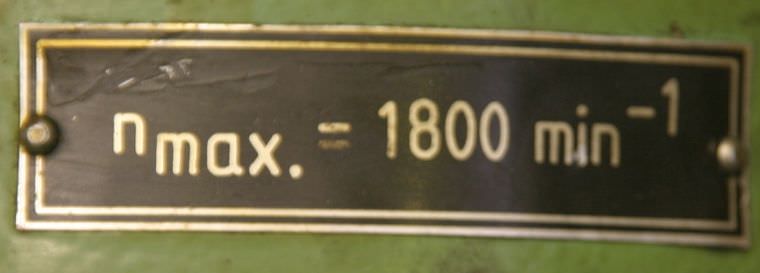 nmax. = 1800 min⁻¹